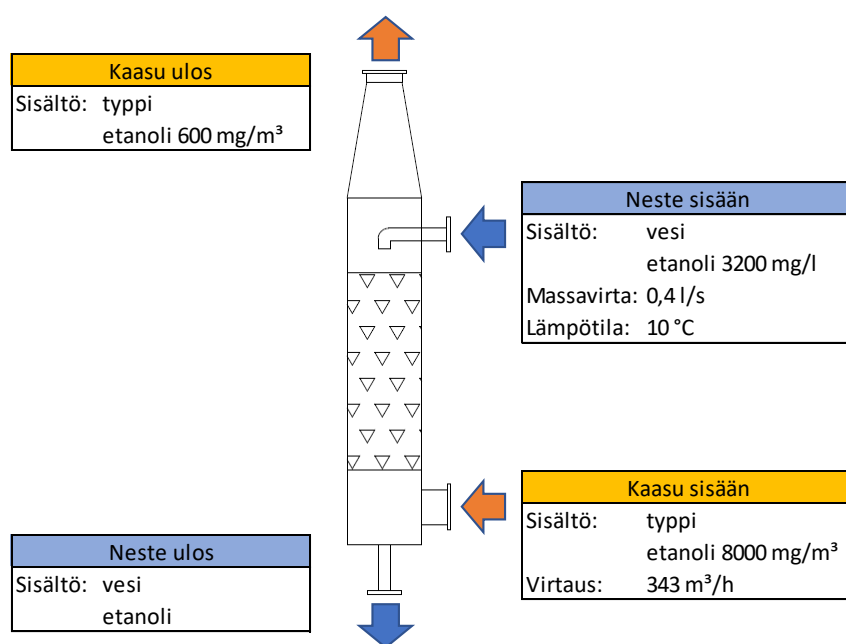 Kaasu ulos
Sisältö: typpi
etanoli 600 mg/m³
Neste sisään
Sisältö: vesi
etanoli 3200 mg/l
Massavirta: 0,4 l/s
Lämpötila: 10 °C
Kaasu sisään
Sisältö: typpi
etanoli 8000 mg/m³
Virtaus: 343 m³/h
Neste ulos
Sisältö: vesi
etanoli